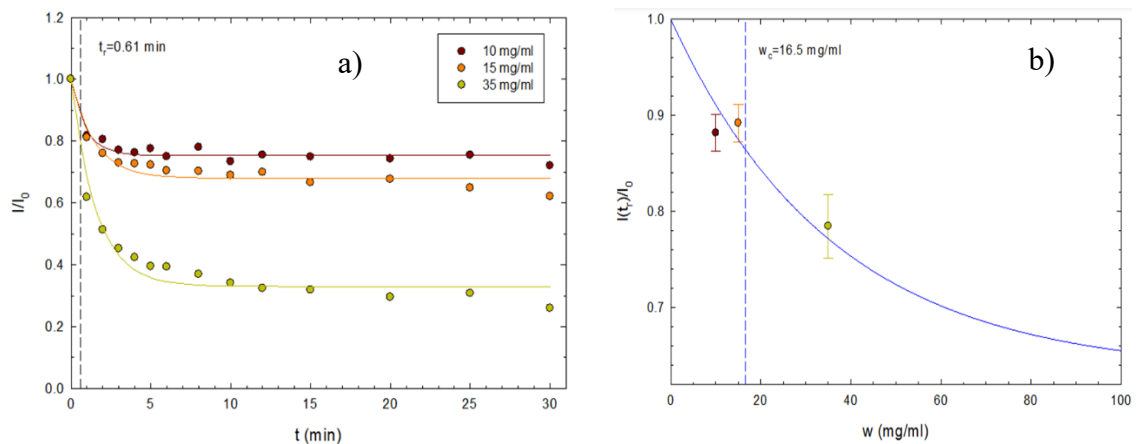 a)
t_r=0.61 min
10 mg/ml
15 mg/ml
35 mg/ml
I/I_0
1.2
1.0
0.8
0.6
0.4
0.2
0.0
0 5 10 15 20 25 30
t (min)
b)
w_c=16.5 mg/ml
I(t_r)/I_0
1.0
0.9
0.8
0.7
0 20 40 60 80 100
w (mg/ml)